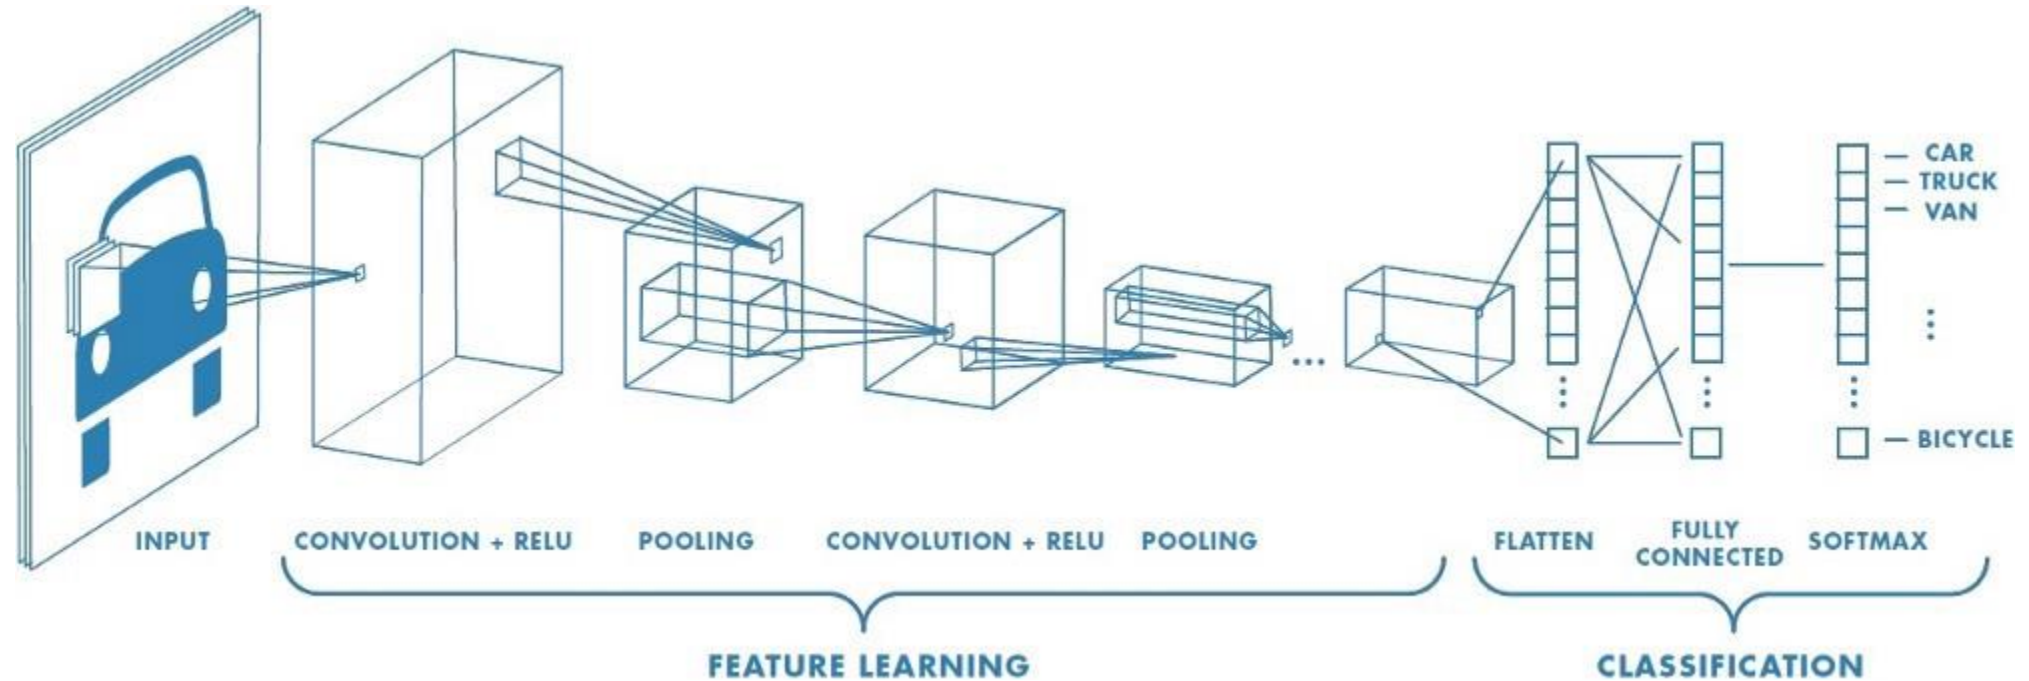 CAR
TRUCK
VAN
BICYCLE
INPUT
CONVOLUTION + RELU
POOLING
CONVOLUTION + RELU
POOLING
FLATTEN
FULLY
CONNECTED
SOFTMAX
FEATURE LEARNING
CLASSIFICATION